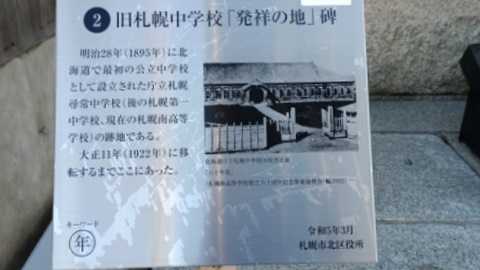 2 旧札幌中学校「発祥の地」碑
明治28年(1895年)に北
海道で最初の公立中学校
として設立された庁立札幌
尋常中学校(後の札幌第一
中学校、現在の札幌南高等
学校)の跡地である。
大正11年(1922年)に移
転するまでここにあった。
キーワード
年
令和5年3月
札幌市北区役所